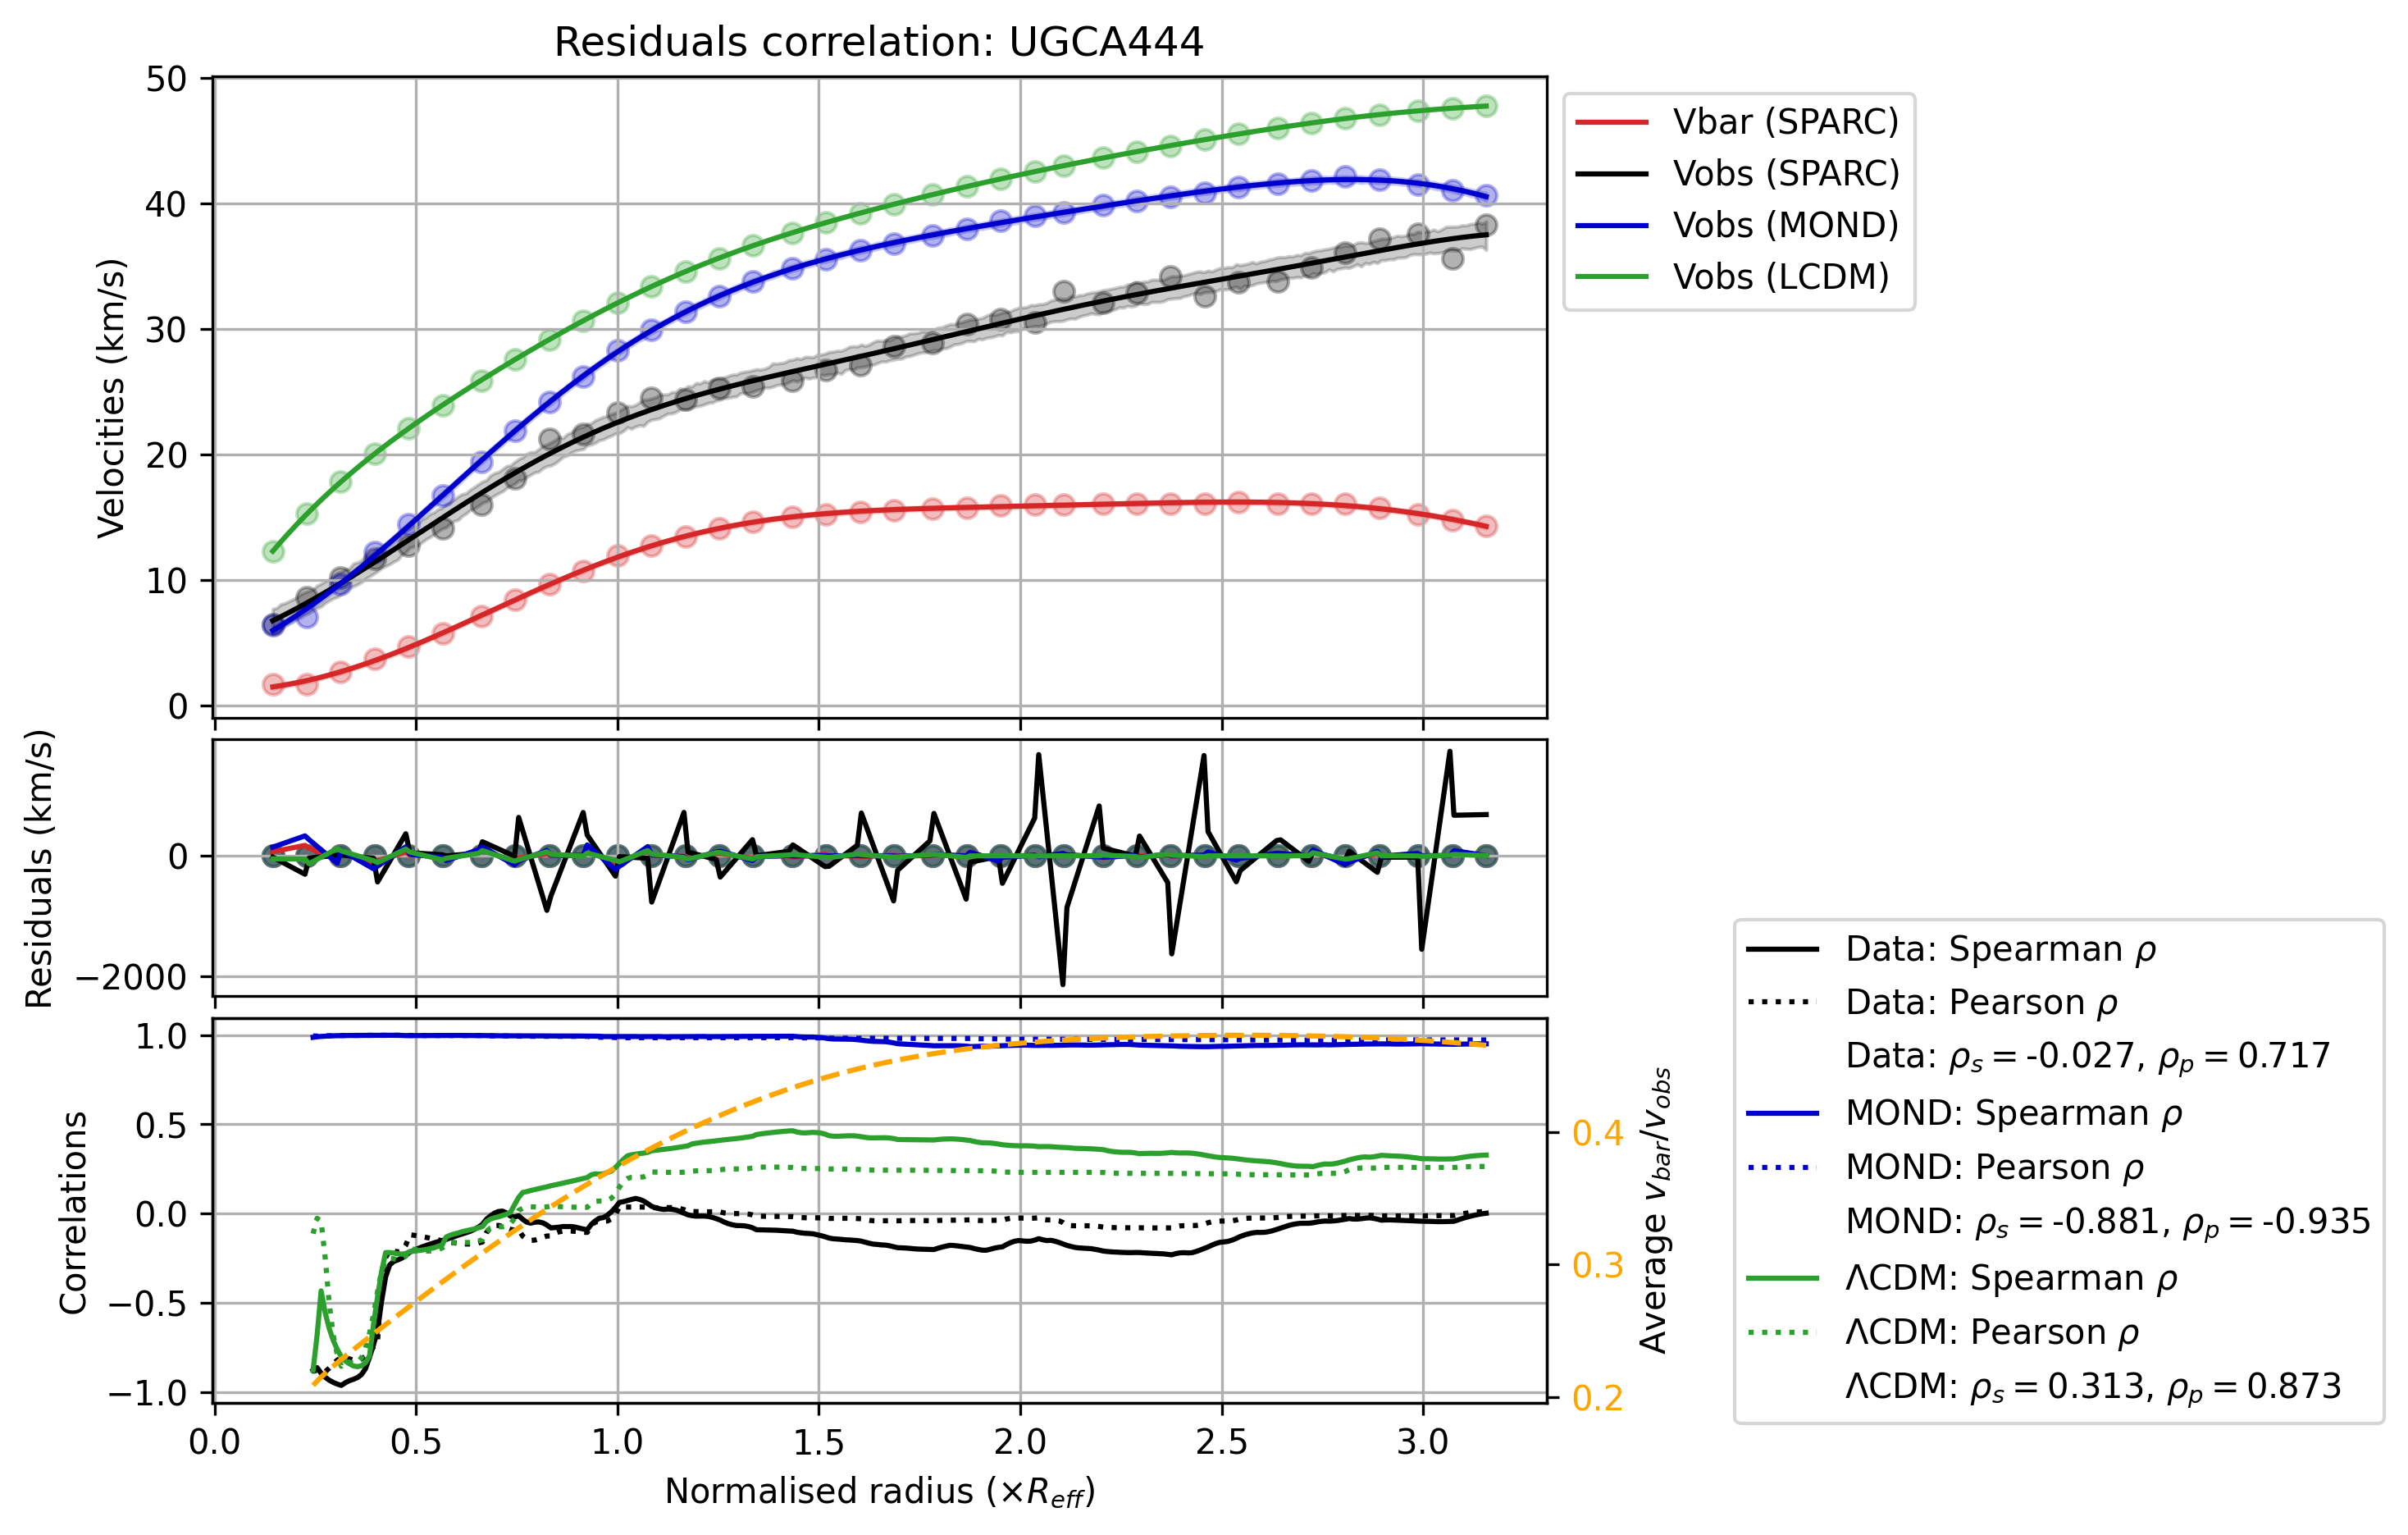 Residuals correlation: UGCA444
50
40
30
20
10
0
Velocities (km/s)
Vbar (SPARC)
Vobs (SPARC)
Vobs (MOND)
Vobs (LCDM)
0
−2000
Residuals (km/s)
1.0
0.5
0.0
−0.5
−1.0
Correlations
0.4
0.3
0.2
Average v_bar/v_obs
0.0 0.5 1.0 1.5 2.0 2.5 3.0
Normalised radius (×R_eff)
Data: Spearman ρ
Data: Pearson ρ
Data: ρ_s = -0.027, ρ_p = 0.717
MOND: Spearman ρ
MOND: Pearson ρ
MOND: ρ_s = -0.881, ρ_p = -0.935
ΛCDM: Spearman ρ
ΛCDM: Pearson ρ
ΛCDM: ρ_s = 0.313, ρ_p = 0.873